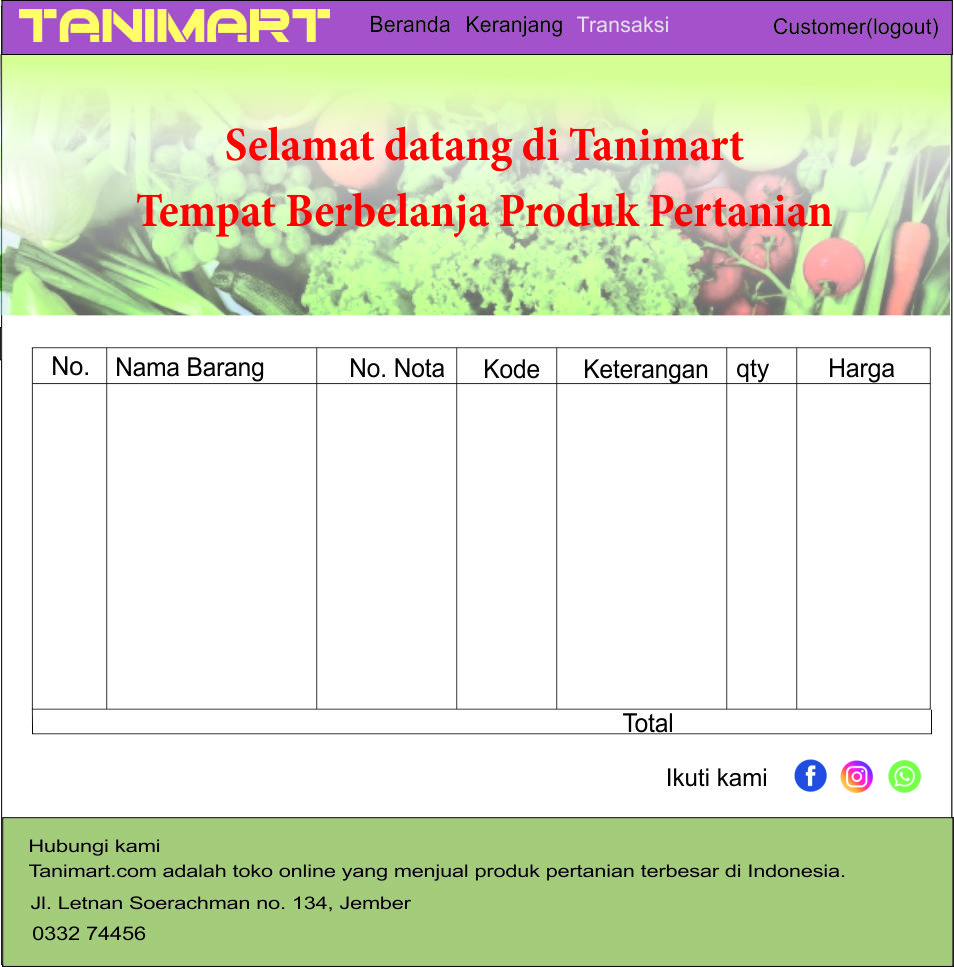 TANIMART Beranda Keranjang Transaksi Customer(logout)
Selamat datang di Tanimart
Tempat Berbelanja Produk Pertanian
No. Nama Barang No. Nota Kode Keterangan qty Harga
Total
Ikuti kami
Hubungi kami
Tanimart.com adalah toko online yang menjual produk pertanian terbesar di Indonesia.
Jl. Letnan Soerachman no. 134, Jember
0332 74456